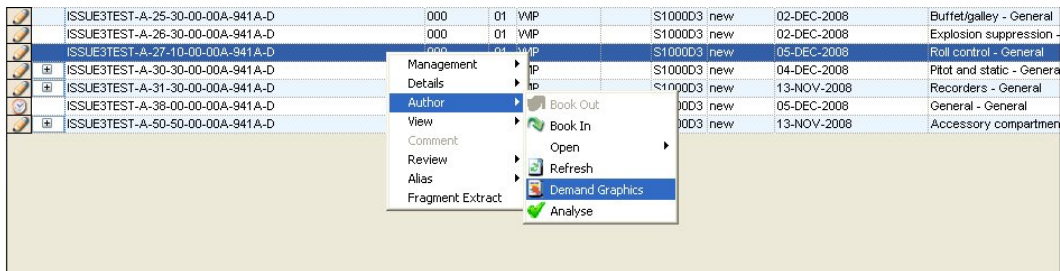 ISSUE3TEST-A-25-30-00-00A-941A-D 000 01 WIP S1000D3 new 02-DEC-2008 Buffet/galley - General
ISSUE3TEST-A-26-30-00-00A-941A-D 000 01 WIP S1000D3 new 02-DEC-2008 Explosion suppression -
ISSUE3TEST-A-27-10-00-00A-941A-D 000 01 WIP S1000D3 new 05-DEC-2008 Roll control - General
ISSUE3TEST-A-30-30-00-00A-941A-D S1000D3 new 04-DEC-2008 Pitot and static - Genera
ISSUE3TEST-A-31-30-00-00A-941A-D S1000D3 new 13-NOV-2008 Recorders - General
ISSUE3TEST-A-38-00-00-00A-941A-D new 05-DEC-2008 General - General
ISSUE3TEST-A-50-50-00-00A-941A-D new 13-NOV-2008 Accessory compartmen
Management
Details
Author
View
Comment
Review
Alias
Fragment Extract
Book Out
Book In
Open
Refresh
Demand Graphics
Analyse